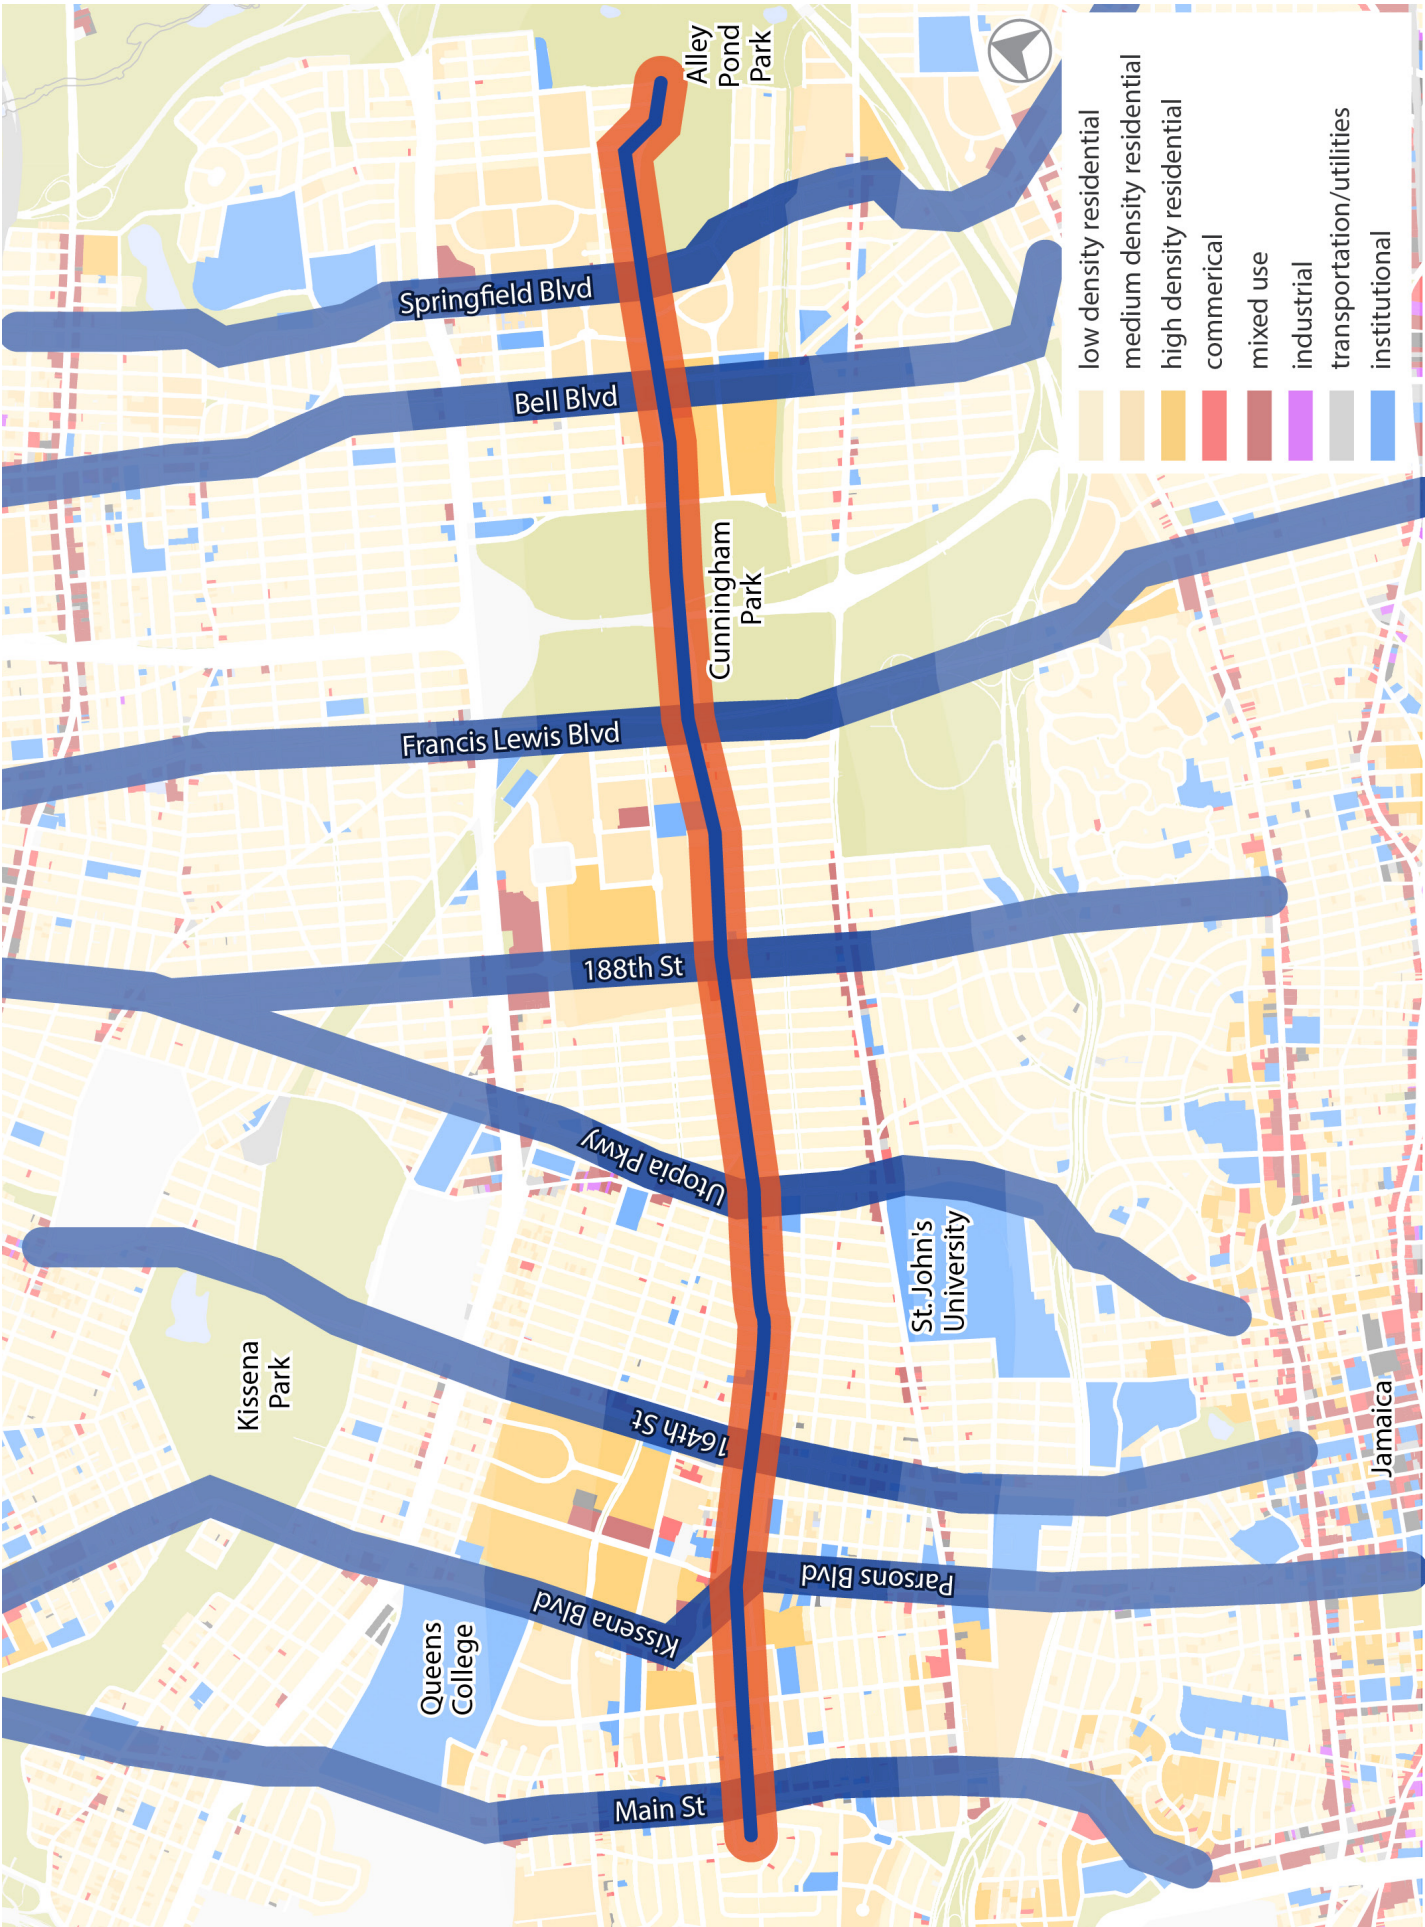 Alley
Pond
Park
Springfield Blvd
Bell Blvd
Cunningham
Park
Francis Lewis Blvd
188th St
Utopia Pkwy
St. John's
University
Kissena
Park
164th St
Jamaica
Parsons Blvd
Kissena Blvd
Queens
College
Main St
low density residential
medium density residential
high density residential
commerical
mixed use
industrial
transportation/utilities
institutional